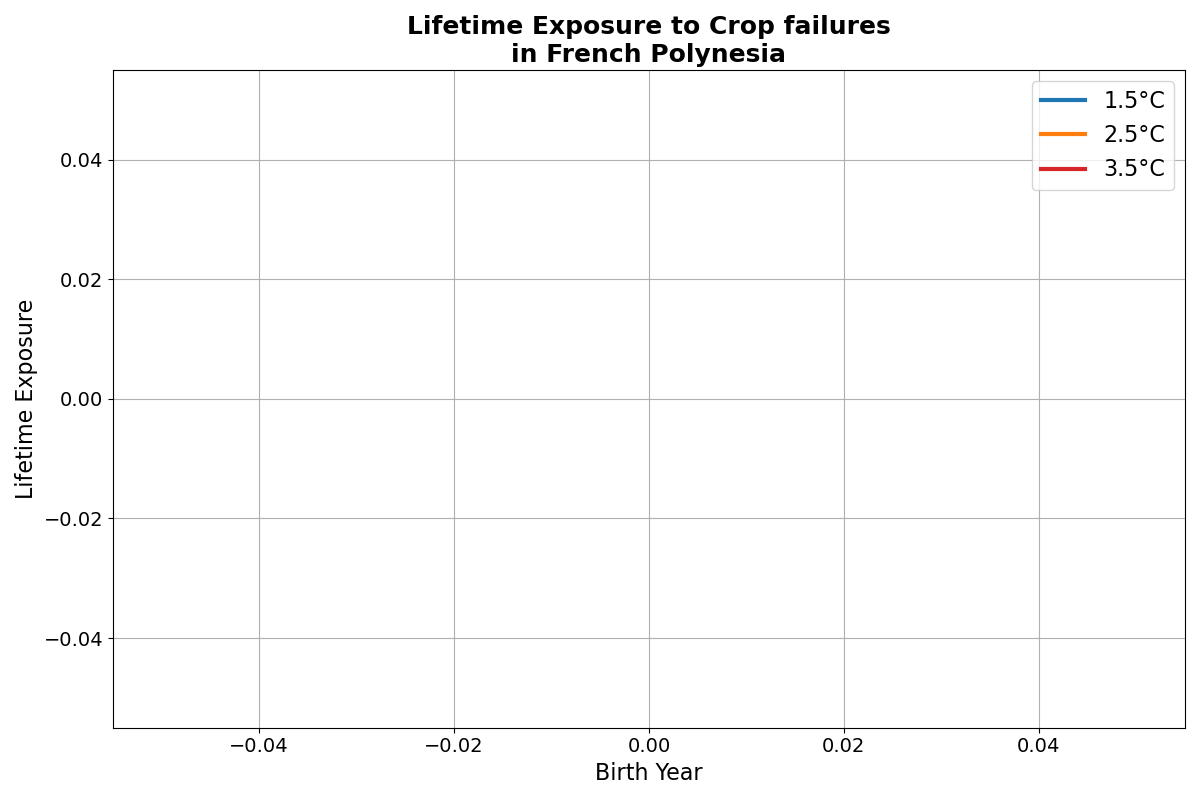 Lifetime Exposure to Crop failures
in French Polynesia
1.5°C
2.5°C
3.5°C
Lifetime Exposure
0.04
0.02
0.00
−0.02
−0.04
−0.04
−0.02
0.00
0.02
0.04
Birth Year